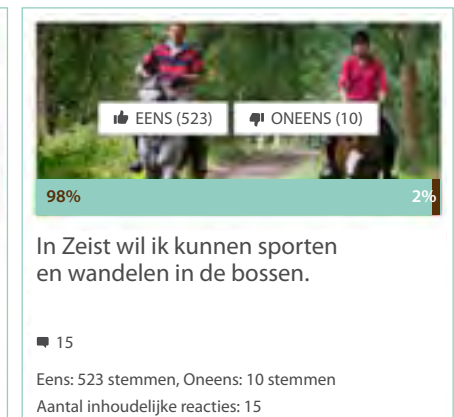 EENS (523) ONEENS (10)
98% 2%
In Zeist wil ik kunnen sporten
en wandelen in de bossen.
15
Eens: 523 stemmen, Oneens: 10 stemmen
Aantal inhoudelijke reacties: 15